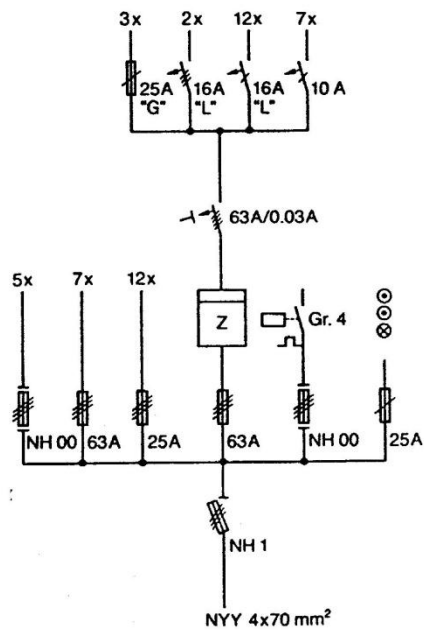 3x 2x 12x 7x
25A 16A 16A 10 A
"G" "L" "L"
63A/0.03A
5x 7x 12x
Z
Gr. 4
NH 00 63A 25A 63A NH 00 25A
NH 1
NYY 4x70 mm²